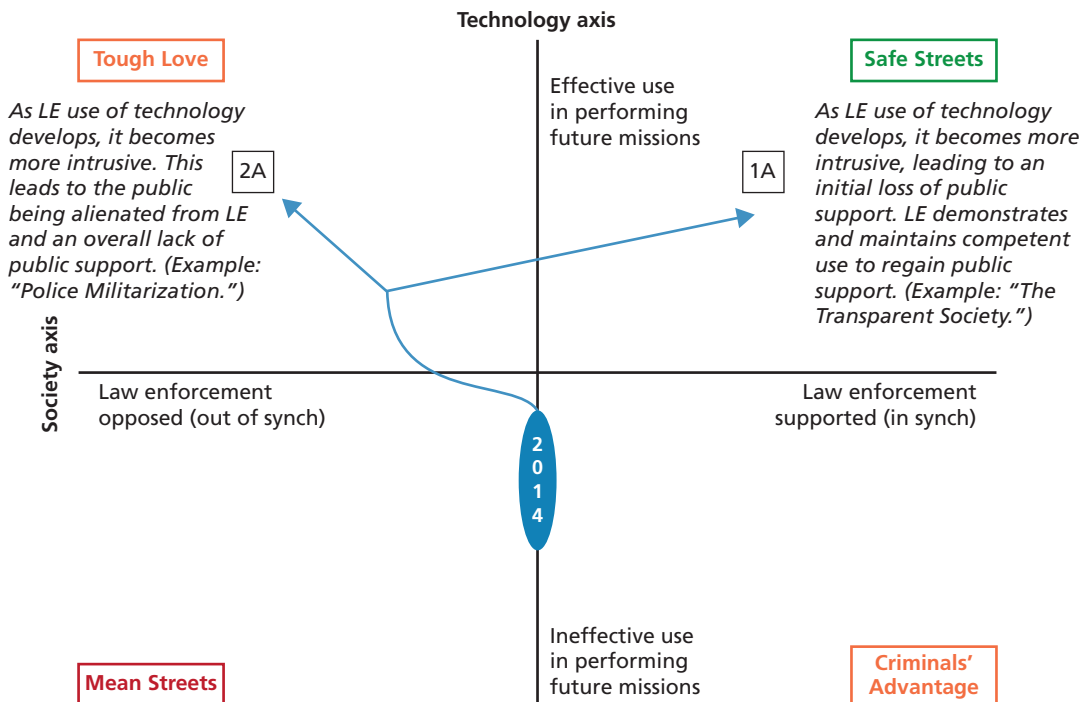 Technology axis
Tough Love
As LE use of technology
develops, it becomes
more intrusive. This
leads to the public
being alienated from LE
and an overall lack of
public support. (Example:
“Police Militarization.”)
2A
Effective use
in performing
future missions
Safe Streets
As LE use of technology
develops, it becomes more
intrusive, leading to an
initial loss of public
support. LE demonstrates
and maintains competent
use to regain public
support. (Example: “The
Transparent Society.”)
1A
Society axis
Law enforcement
opposed (out of synch)
Law enforcement
supported (in synch)
2
0
1
4
Mean Streets
Ineffective use
in performing
future missions
Criminals’
Advantage